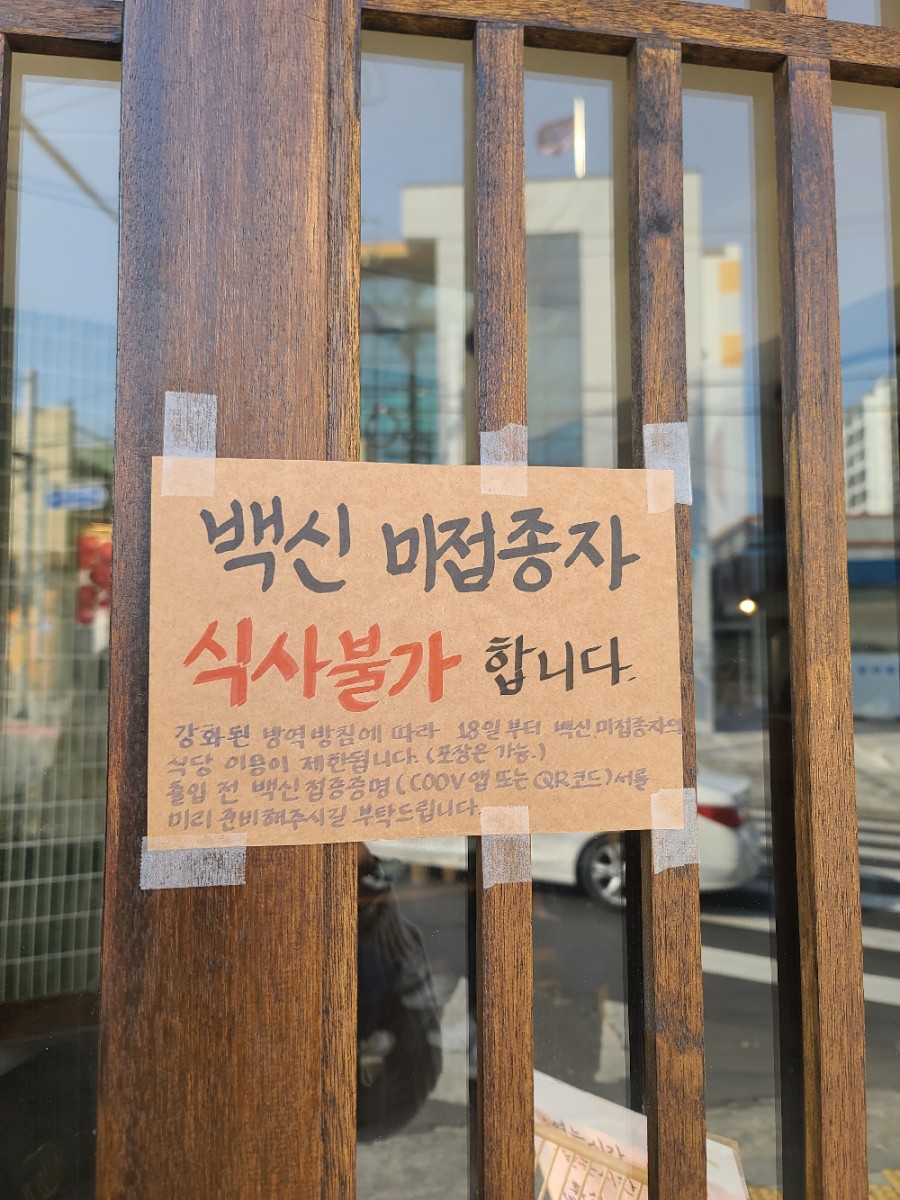 백신 미접종자
식사불가 합니다.
강화된 방역방침에 따라 18일부터 백신미접종자의
식당 이용이 제한됩니다. (포장은 가능.)
출입 전 백신접종증명(COOV앱 또는 QR코드)서를
미리 준비해주시길 부탁드립니다.